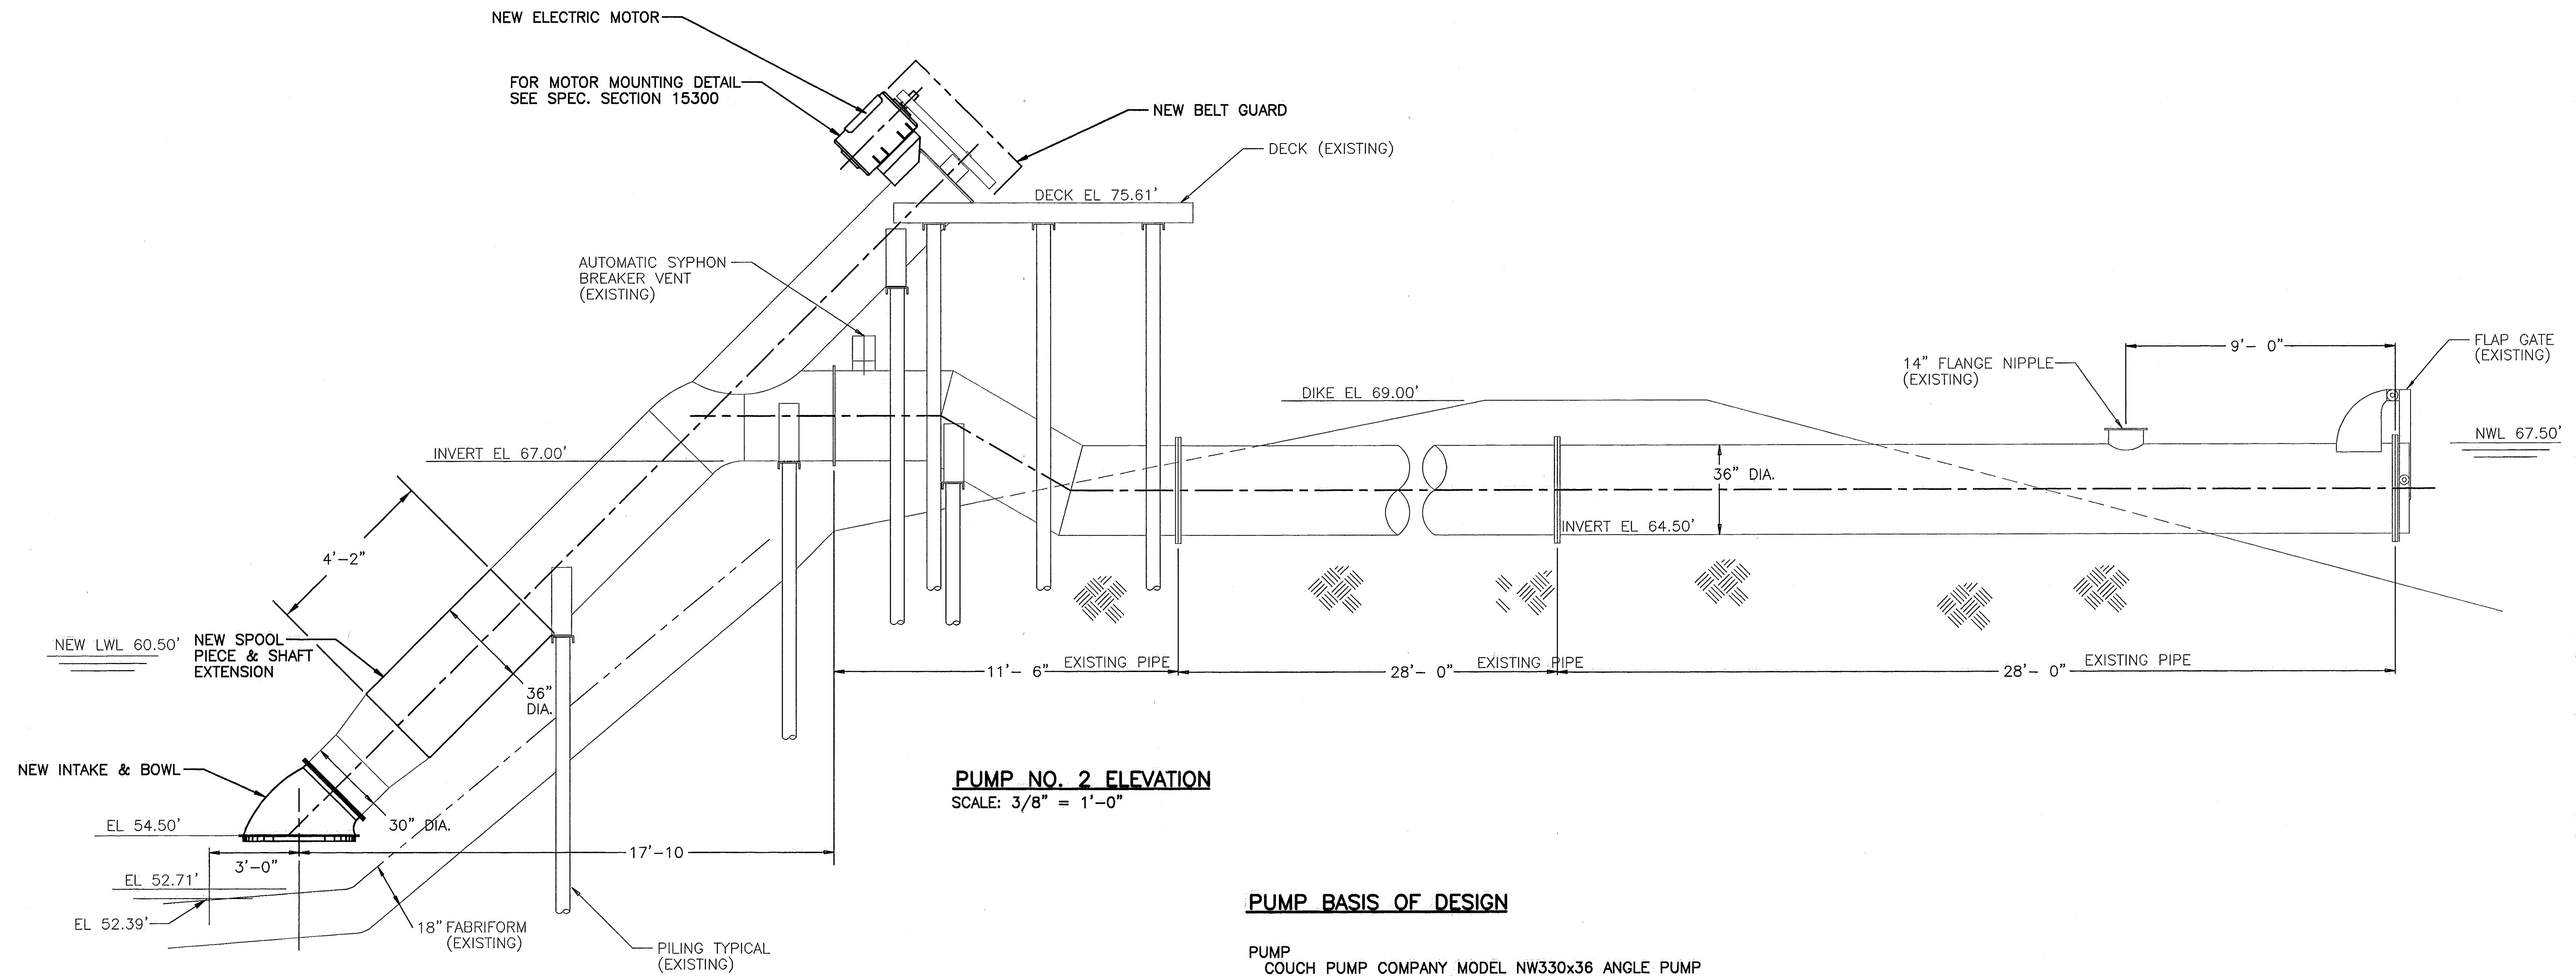 NEW ELECTRIC MOTOR
FOR MOTOR MOUNTING DETAIL
SEE SPEC. SECTION 15300
NEW BELT GUARD
DECK (EXISTING)
DECK EL 75.61'
AUTOMATIC SYPHON
BREAKER VENT
(EXISTING)
9'- 0"
FLAP GATE
(EXISTING)
14" FLANGE NIPPLE
(EXISTING)
DIKE EL 69.00'
NWL 67.50'
INVERT EL 67.00'
36" DIA.
INVERT EL 64.50'
4'-2"
NEW LWL 60.50'
NEW SPOOL
PIECE & SHAFT
EXTENSION
36"
DIA.
11'- 6"
EXISTING PIPE
28'- 0"
EXISTING PIPE
28'- 0"
EXISTING PIPE
NEW INTAKE & BOWL
PUMP NO. 2 ELEVATION
SCALE: 3/8" = 1'-0"
EL 54.50'
30" DIA.
17'-10
3'-0"
EL 52.71'
EL 52.39'
18" FABRIFORM
(EXISTING)
PILING TYPICAL
(EXISTING)
PUMP BASIS OF DESIGN
PUMP
COUCH PUMP COMPANY MODEL NW330x36 ANGLE PUMP